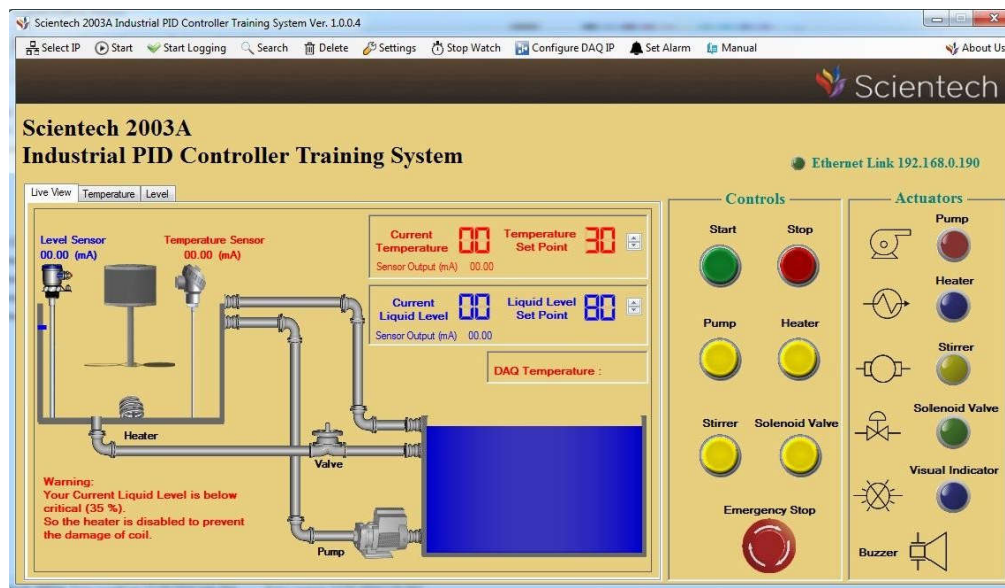 Scientech 2003A Industrial PID Controller Training System Ver. 1.0.0.4
Select IP Start Start Logging Search Delete Settings Stop Watch Configure DAQ IP Set Alarm Manual About Us
Scientech
Scientech 2003A
Industrial PID Controller Training System
Ethernet Link 192.168.0.190
Live View Temperature Level
Level Sensor
00.00 (mA)
Temperature Sensor
00.00 (mA)
Current
Temperature
00
Temperature
Set Point
30
Sensor Output (mA) 00.00
Current
Liquid Level
00
Liquid Level
Set Point
80
Sensor Output (mA) 00.00
DAQ Temperature :
Heater
Valve
Pump
Warning:
Your Current Liquid Level is below
critical (35 %).
So the heater is disabled to prevent
the damage of coil.
Controls
Start Stop
Pump Heater
Stirrer Solenoid Valve
Emergency Stop
Actuators
Pump
Heater
Stirrer
Solenoid Valve
Visual Indicator
Buzzer